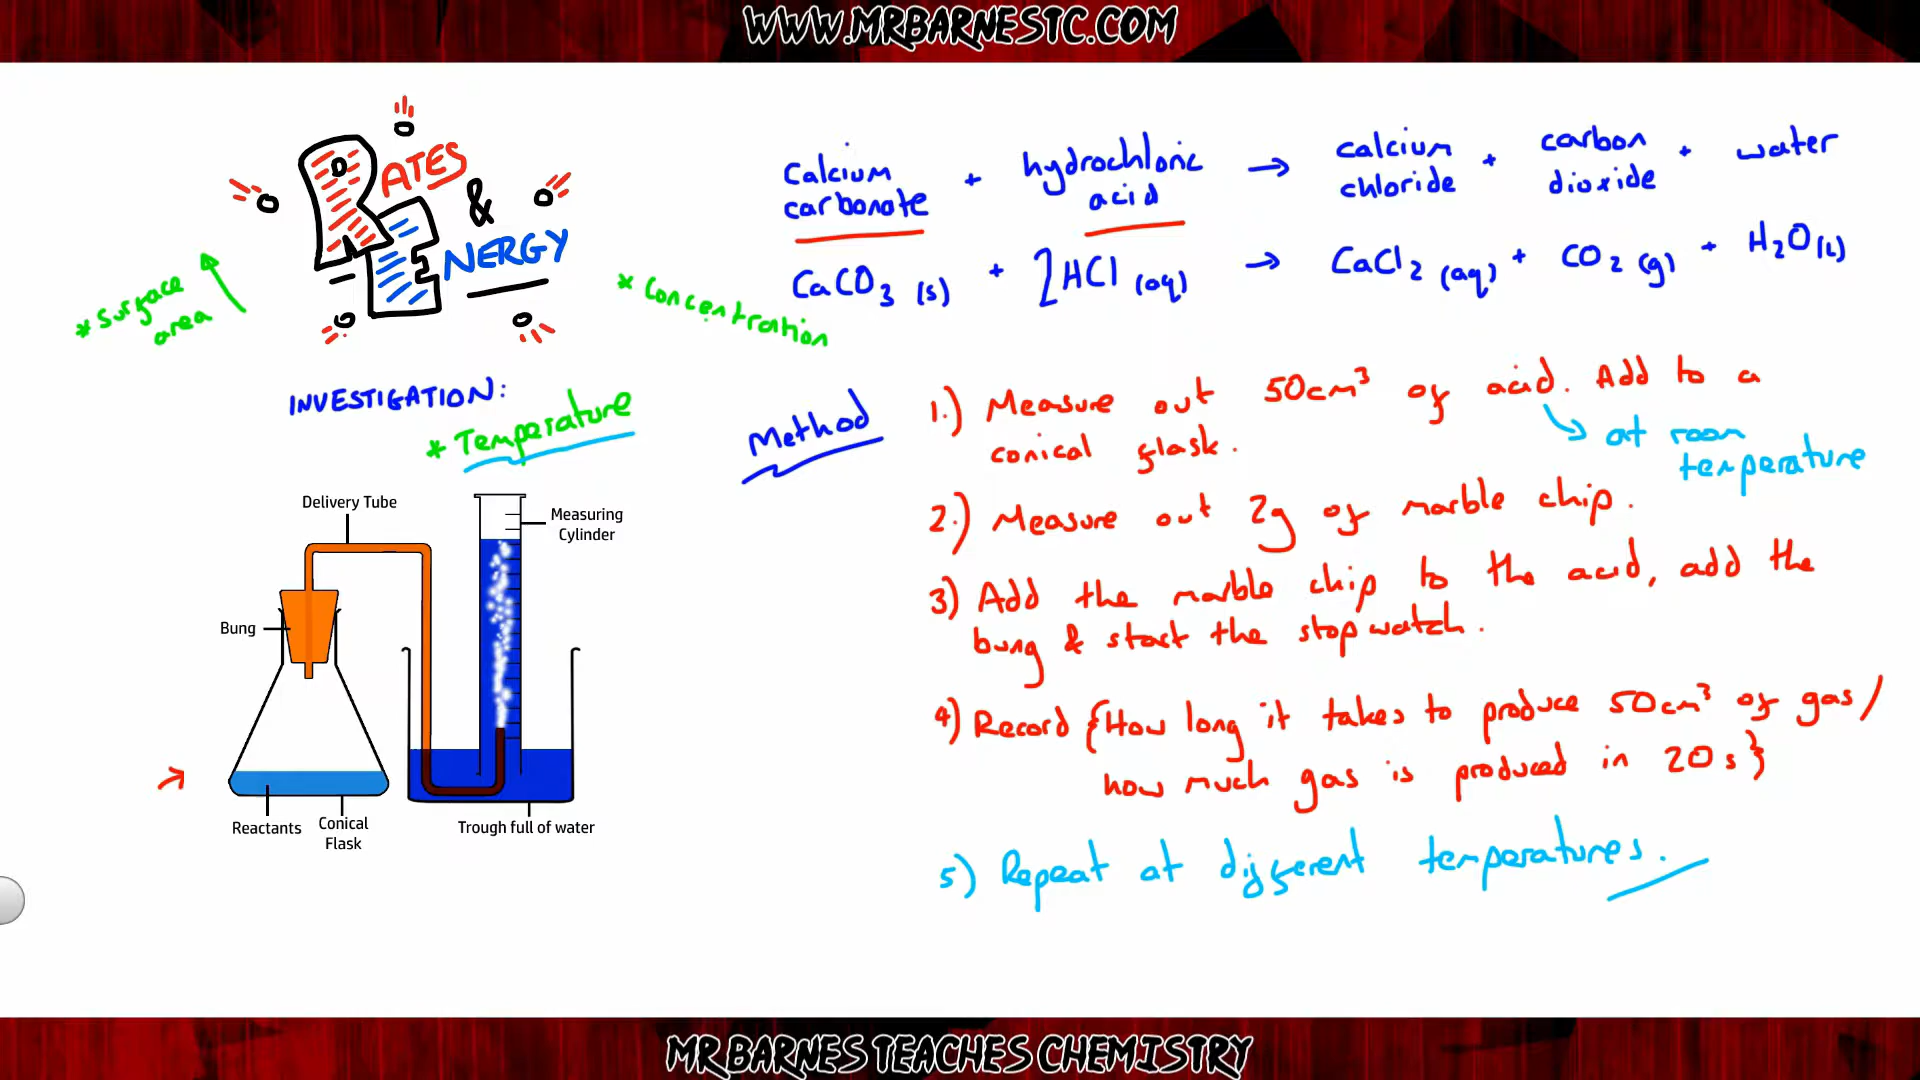 WWW.MRBARNESTC.COM
RATES
&
ENERGY
* Surface
area
* Concentration
INVESTIGATION:
* Temperature
Calcium
carbonate + hydrochloric
acid → calcium
chloride + carbon
dioxide + water
CaCO₃ (s) + 2HCl (aq) → CaCl₂ (aq) + CO₂ (g) + H₂O (l)
Method
1.) Measure out 50cm³ of acid. Add to a
conical flask.
at room
temperature
2.) Measure out 2g of marble chip.
3) Add the marble chip to the acid, add the
bung & start the stopwatch.
4) Record {How long it takes to produce 50cm³ of gas/
how much gas is produced in 20s}
5) Repeat at different temperatures.
Delivery Tube
Measuring
Cylinder
Bung
Reactants
Conical
Flask
Trough full of water
MR BARNES TEACHES CHEMISTRY